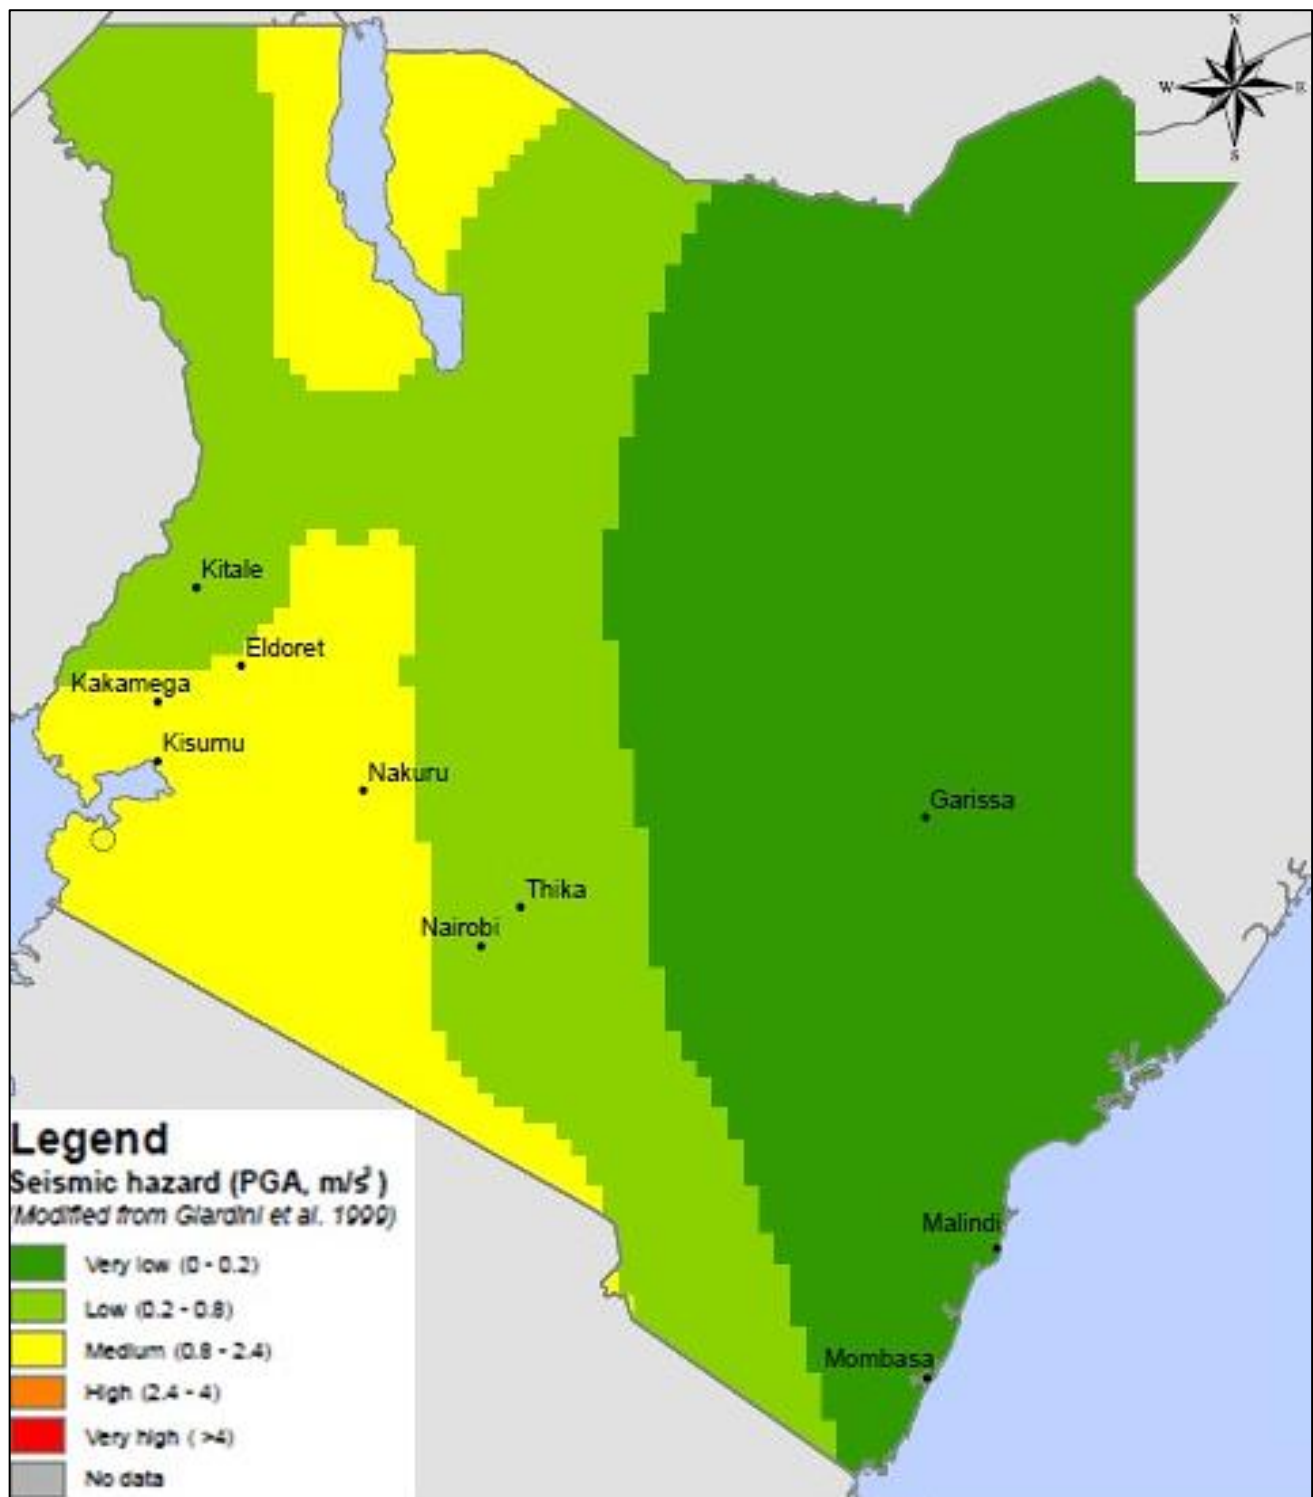 N
W E
S
Kitale
Eldoret
Kakamega
Kisumu
Nakuru
Garissa
Thika
Nairobi
Legend
Seismic hazard (PGA, m/s²)
(Modified from Giardini et al. 1999)
Malindi
Very low (0 - 0.2)
Low (0.2 - 0.8)
Medium (0.8 - 2.4)
Mombasa
High (2.4 - 4)
Very high ( >4)
No data